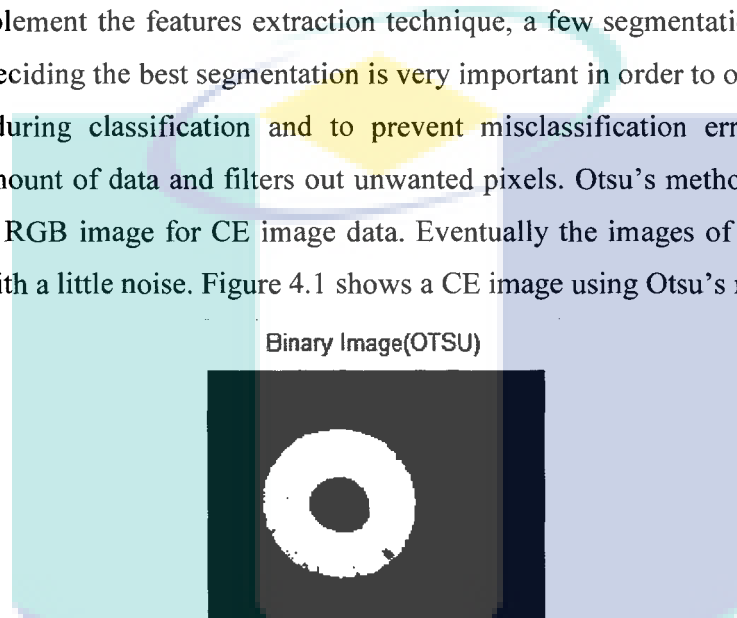 plement the features extraction technique, a few segmentati
eciding the best segmentation is very important in order to o
during classification and to prevent misclassification err
nount of data and filters out unwanted pixels. Otsu's metho
RGB image for CE image data. Eventually the images of
ith a little noise. Figure 4.1 shows a CE image using Otsu's
Binary Image(OTSU)